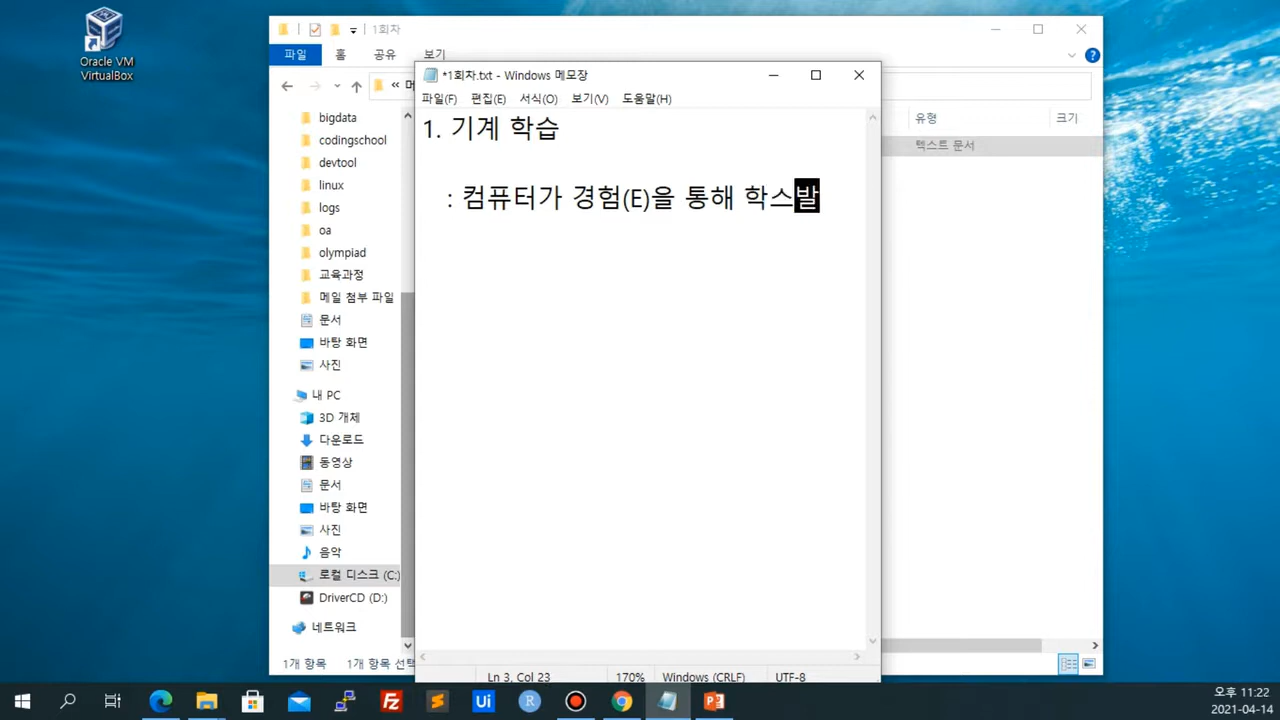 Oracle VM
VirtualBox
1회차
파일
홈
공유
보기
« 메
유형
크기
텍스트 문서
bigdata
codingschool
devtool
linux
logs
oa
olympiad
교육과정
메일 첨부 파일
문서
바탕 화면
사진
내 PC
3D 개체
다운로드
동영상
문서
바탕 화면
사진
음악
로컬 디스크 (C:)
DriverCD (D:)
네트워크
1개 항목
1개 항목 선택
*1회차.txt - Windows 메모장
파일(F) 편집(E) 서식(O) 보기(V) 도움말(H)
1. 기계 학습
: 컴퓨터가 경험(E)을 통해 학스발
Ln 3, Col 23
170%
Windows (CRLF)
UTF-8
오후 11:22
2021-04-14